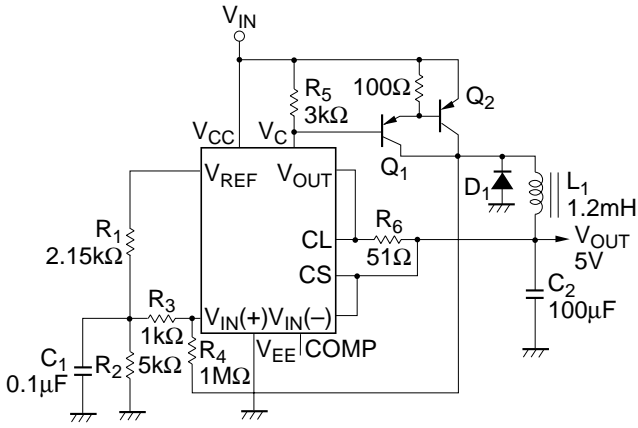 VIN
R5
3kΩ
100Ω
Q2
VCC
VC
Q1
VREF
VOUT
D1
L1
1.2mH
R1
2.15kΩ
CL
R6
51Ω
VOUT
5V
CS
R3
1kΩ
VIN(+)
VIN(−)
C2
100μF
C1
0.1μF
R2
5kΩ
R4
1MΩ
VEE
COMP